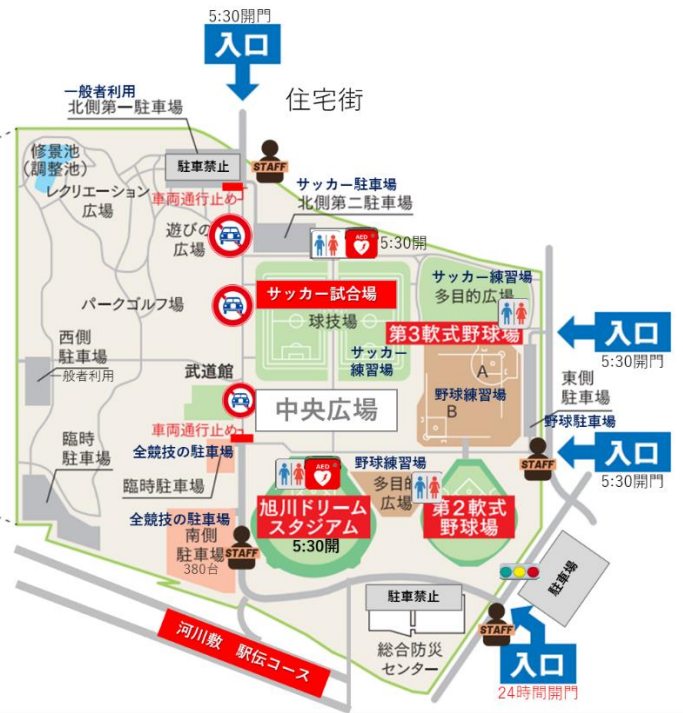 5:30開門
入口
住宅街
一般者利用
北側第一駐車場
駐車禁止
STAFF
修景池
(調整池)
レクリエーション
広場
車両通行止め
サッカー駐車場
北側第二駐車場
遊びの
広場
AED
5:30開
サッカー練習場
多目的広場
パークゴルフ場
サッカー試合場
球技場
第3軟式野球場
入口
5:30開門
西側
駐車場
一般者利用
武道館
サッカー
練習場
A
野球練習場
B
東側
駐車場
野球駐車場
中央広場
車両通行止め
臨時
駐車場
全競技の駐車場
臨時駐車場
AED
野球練習場
多目的
広場
STAFF
入口
5:30開門
旭川ドリーム
スタジアム
5:30開
第2軟式
野球場
全競技の駐車場
南側
駐車場
380台
STAFF
駐車場
駐車禁止
総合防災
センター
STAFF
入口
24時間開門
河川敷 駅伝コース